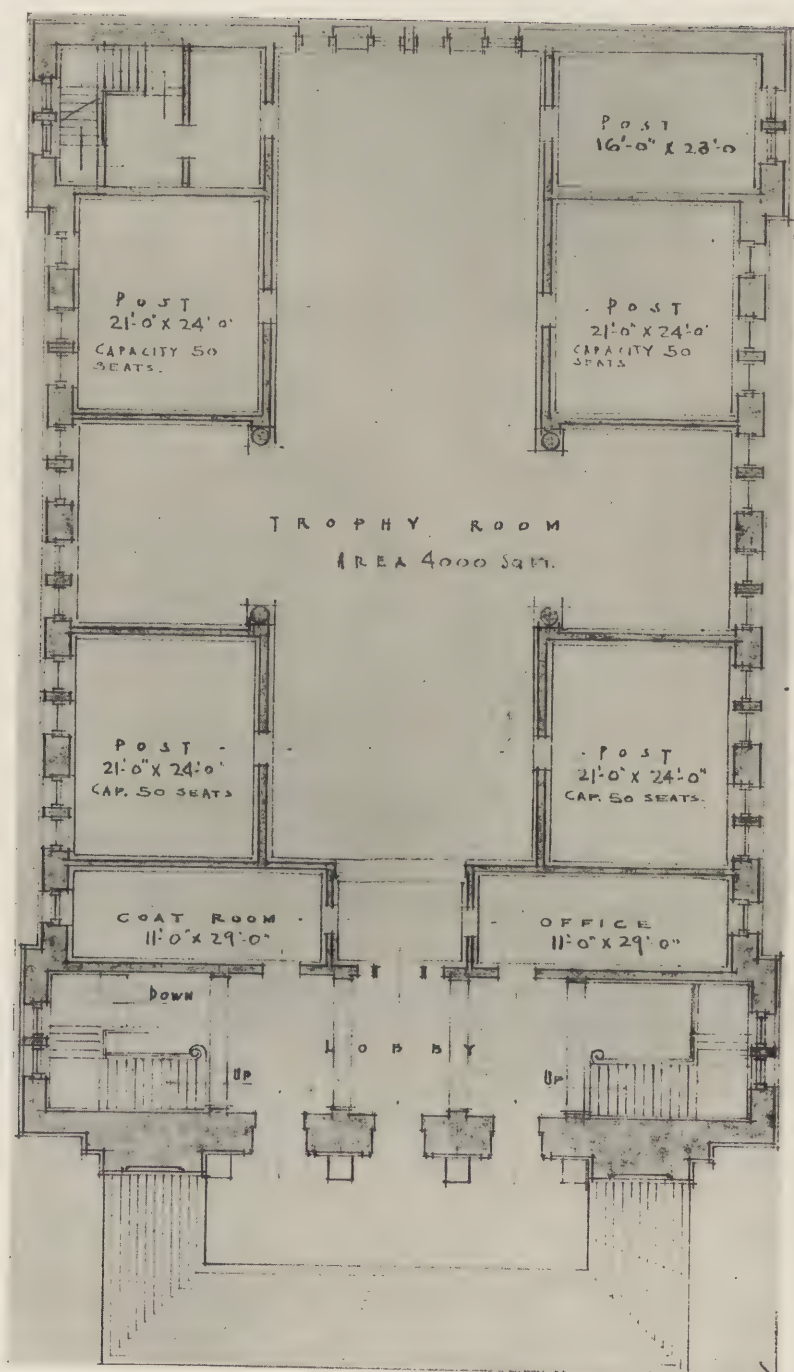 POST
16'-0" X 23'-0
POST
21'-0" X 24'-0'
CAPACITY 50
SEATS.
POST
21'-0" X 24'-0'
CAPACITY 50
SEATS
TROPHY ROOM
AREA 4000 SQ FT.
POST
21'-0" X 24'-0'
CAP. 50 SEATS
POST
21'-0" X 24'-0"
CAP. 50 SEATS.
COAT ROOM
11'-0" X 29'-0"
OFFICE
11'-0" X 29'-0"
DOWN
LOBBY
UP
UP